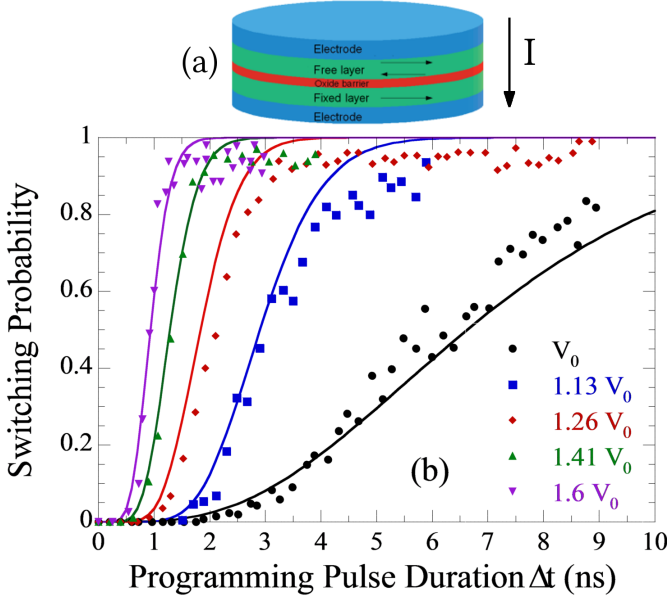 (a)
Electrode
Free layer
Oxide barrier
Fixed layer
Electrode
I
Switching Probability
1
0.8
0.6
0.4
0.2
0
V0
1.13 V0
1.26 V0
1.41 V0
1.6 V0
(b)
0 1 2 3 4 5 6 7 8 9 10
Programming Pulse Duration Δt (ns)